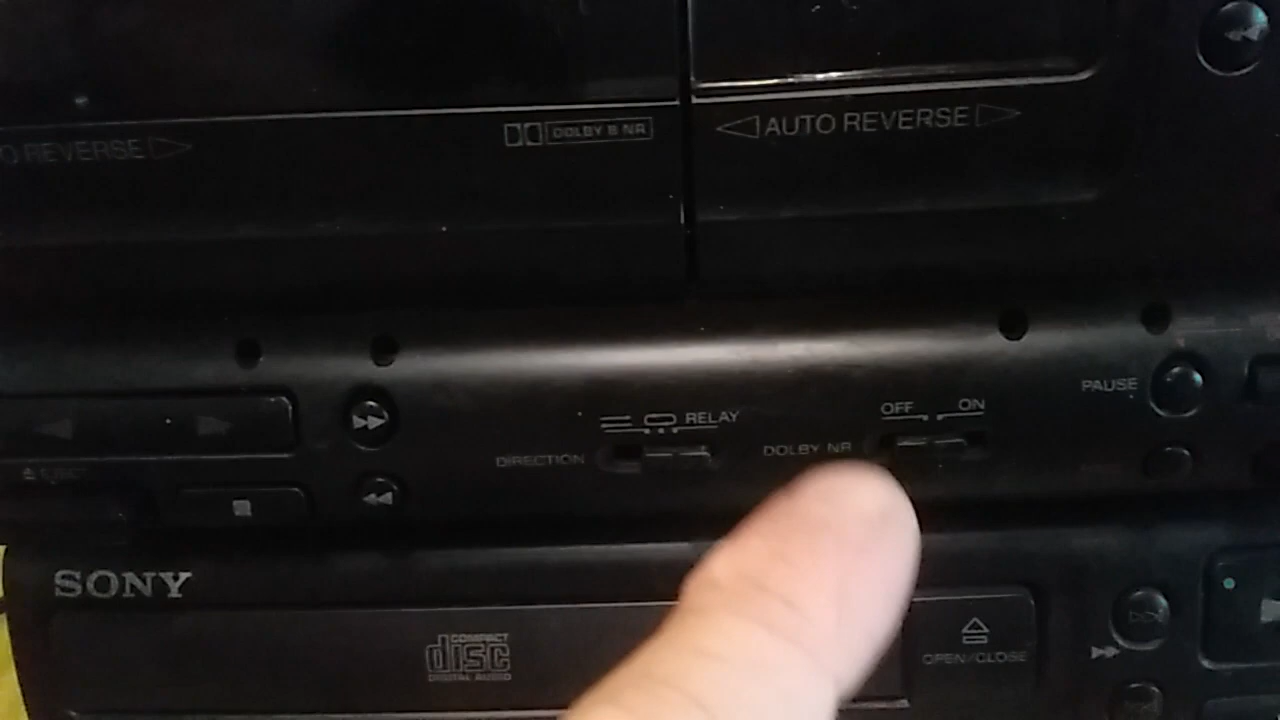 O REVERSE
DOLBY B NR
AUTO REVERSE
RELAY
DIRECTION
OFF ON
DOLBY NR
PAUSE
EJECT
SONY
COMPACT
disc
DIGITAL AUDIO
OPEN/CLOSE